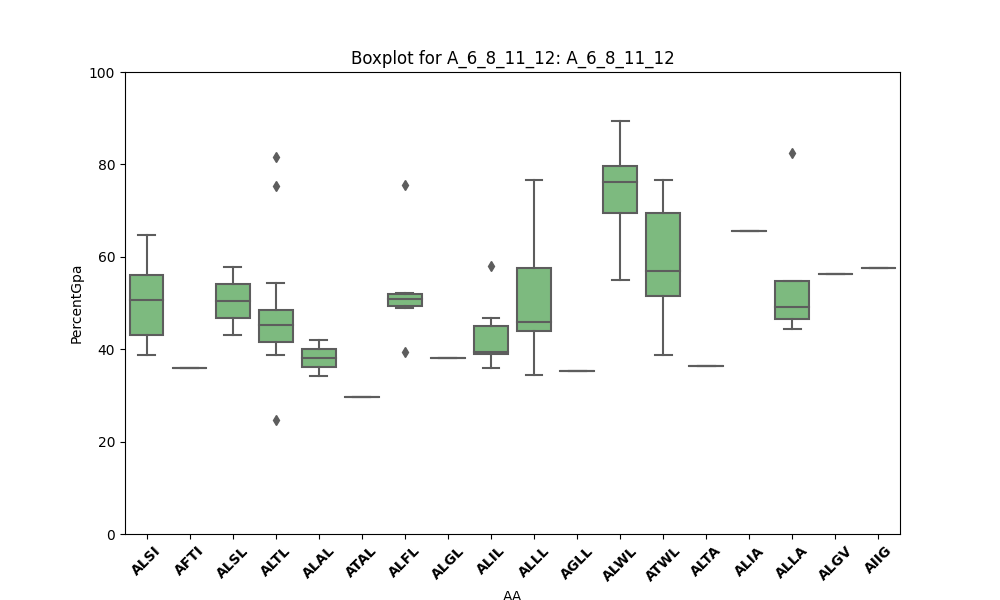 Boxplot for A_6_8_11_12: A_6_8_11_12
100
80
60
40
20
0
PercentGpa
ALSI AFTI ALSL ALTL ALAL ATAL ALFL ALGL ALIL ALLL AGLL ALWL ATWL ALTA ALIA ALLA ALGV AIIG
AA